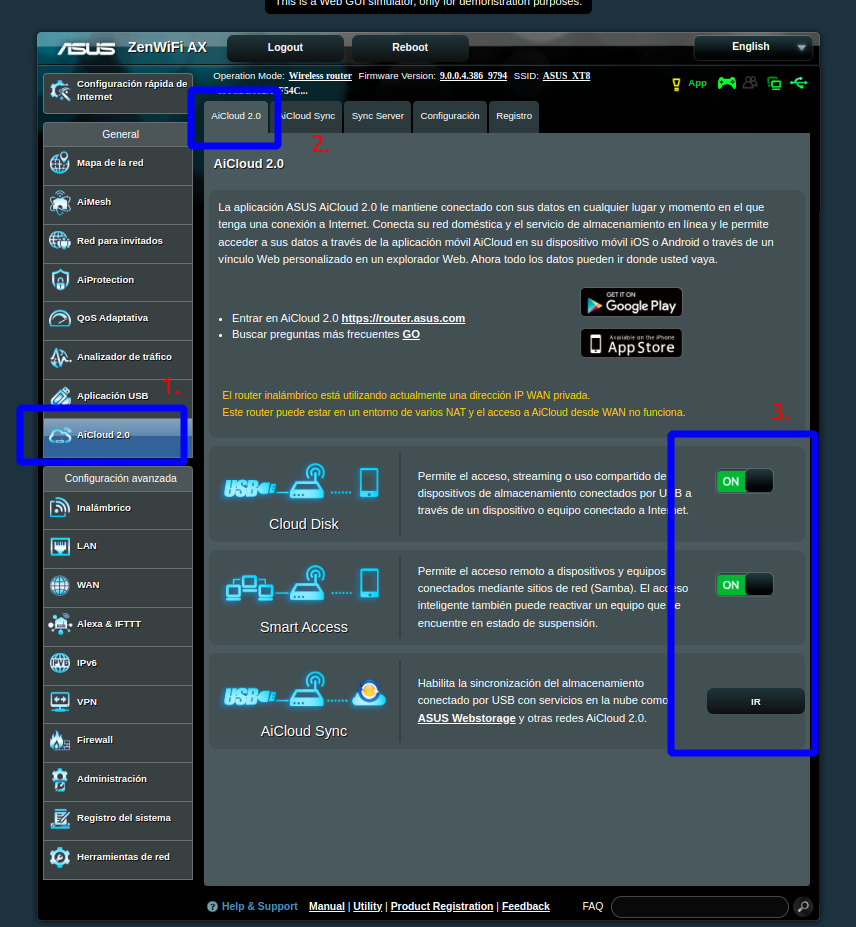 This is a Web GUI simulator, only for demonstration purposes.
ASUS ZenWiFi AX
Logout
Reboot
English
Configuración rápida de
Internet
Operation Mode: Wireless router Firmware Version: 9.0.0.4.386_9794 SSID: ASUS_XT8
App
General
AiCloud 2.0
AiCloud Sync
Sync Server
Configuración
Registro
2.
Mapa de la red
AiMesh
Red para invitados
AiProtection
QoS Adaptativa
Analizador de tráfico
Aplicación USB
1.
AiCloud 2.0
Configuración avanzada
Inalámbrico
LAN
WAN
Alexa & IFTTT
IPv6
VPN
Firewall
Administración
Registro del sistema
Herramientas de red
AiCloud 2.0
La aplicación ASUS AiCloud 2.0 le mantiene conectado con sus datos en cualquier lugar y momento en el que
tenga una conexión a Internet. Conecta su red doméstica y el servicio de almacenamiento en línea y le permite
acceder a sus datos a través de la aplicación móvil AiCloud en su dispositivo móvil iOS o Android o través de un
vínculo Web personalizado en un explorador Web. Ahora todo los datos pueden ir donde usted vaya.
Entrar en AiCloud 2.0 https://router.asus.com
Buscar preguntas más frecuentes GO
GET IT ON
Google Play
Available on the iPhone
App Store
El router inalámbrico está utilizando actualmente una dirección IP WAN privada.
Este router puede estar en un entorno de varios NAT y el acceso a AiCloud desde WAN no funciona.
3.
USB
Cloud Disk
Permite el acceso, streaming o uso compartido de
dispositivos de almacenamiento conectados por USB a
través de un dispositivo o equipo conectado a Internet.
ON
Smart Access
Permite el acceso remoto a dispositivos y equipos
conectados mediante sitios de red (Samba). El acceso
inteligente también puede reactivar un equipo que se
encuentre en estado de suspensión.
ON
USB
AiCloud Sync
Habilita la sincronización del almacenamiento
conectado por USB con servicios en la nube como
ASUS Webstorage y otras redes AiCloud 2.0.
IR
Help & Support Manual | Utility | Product Registration | Feedback
FAQ